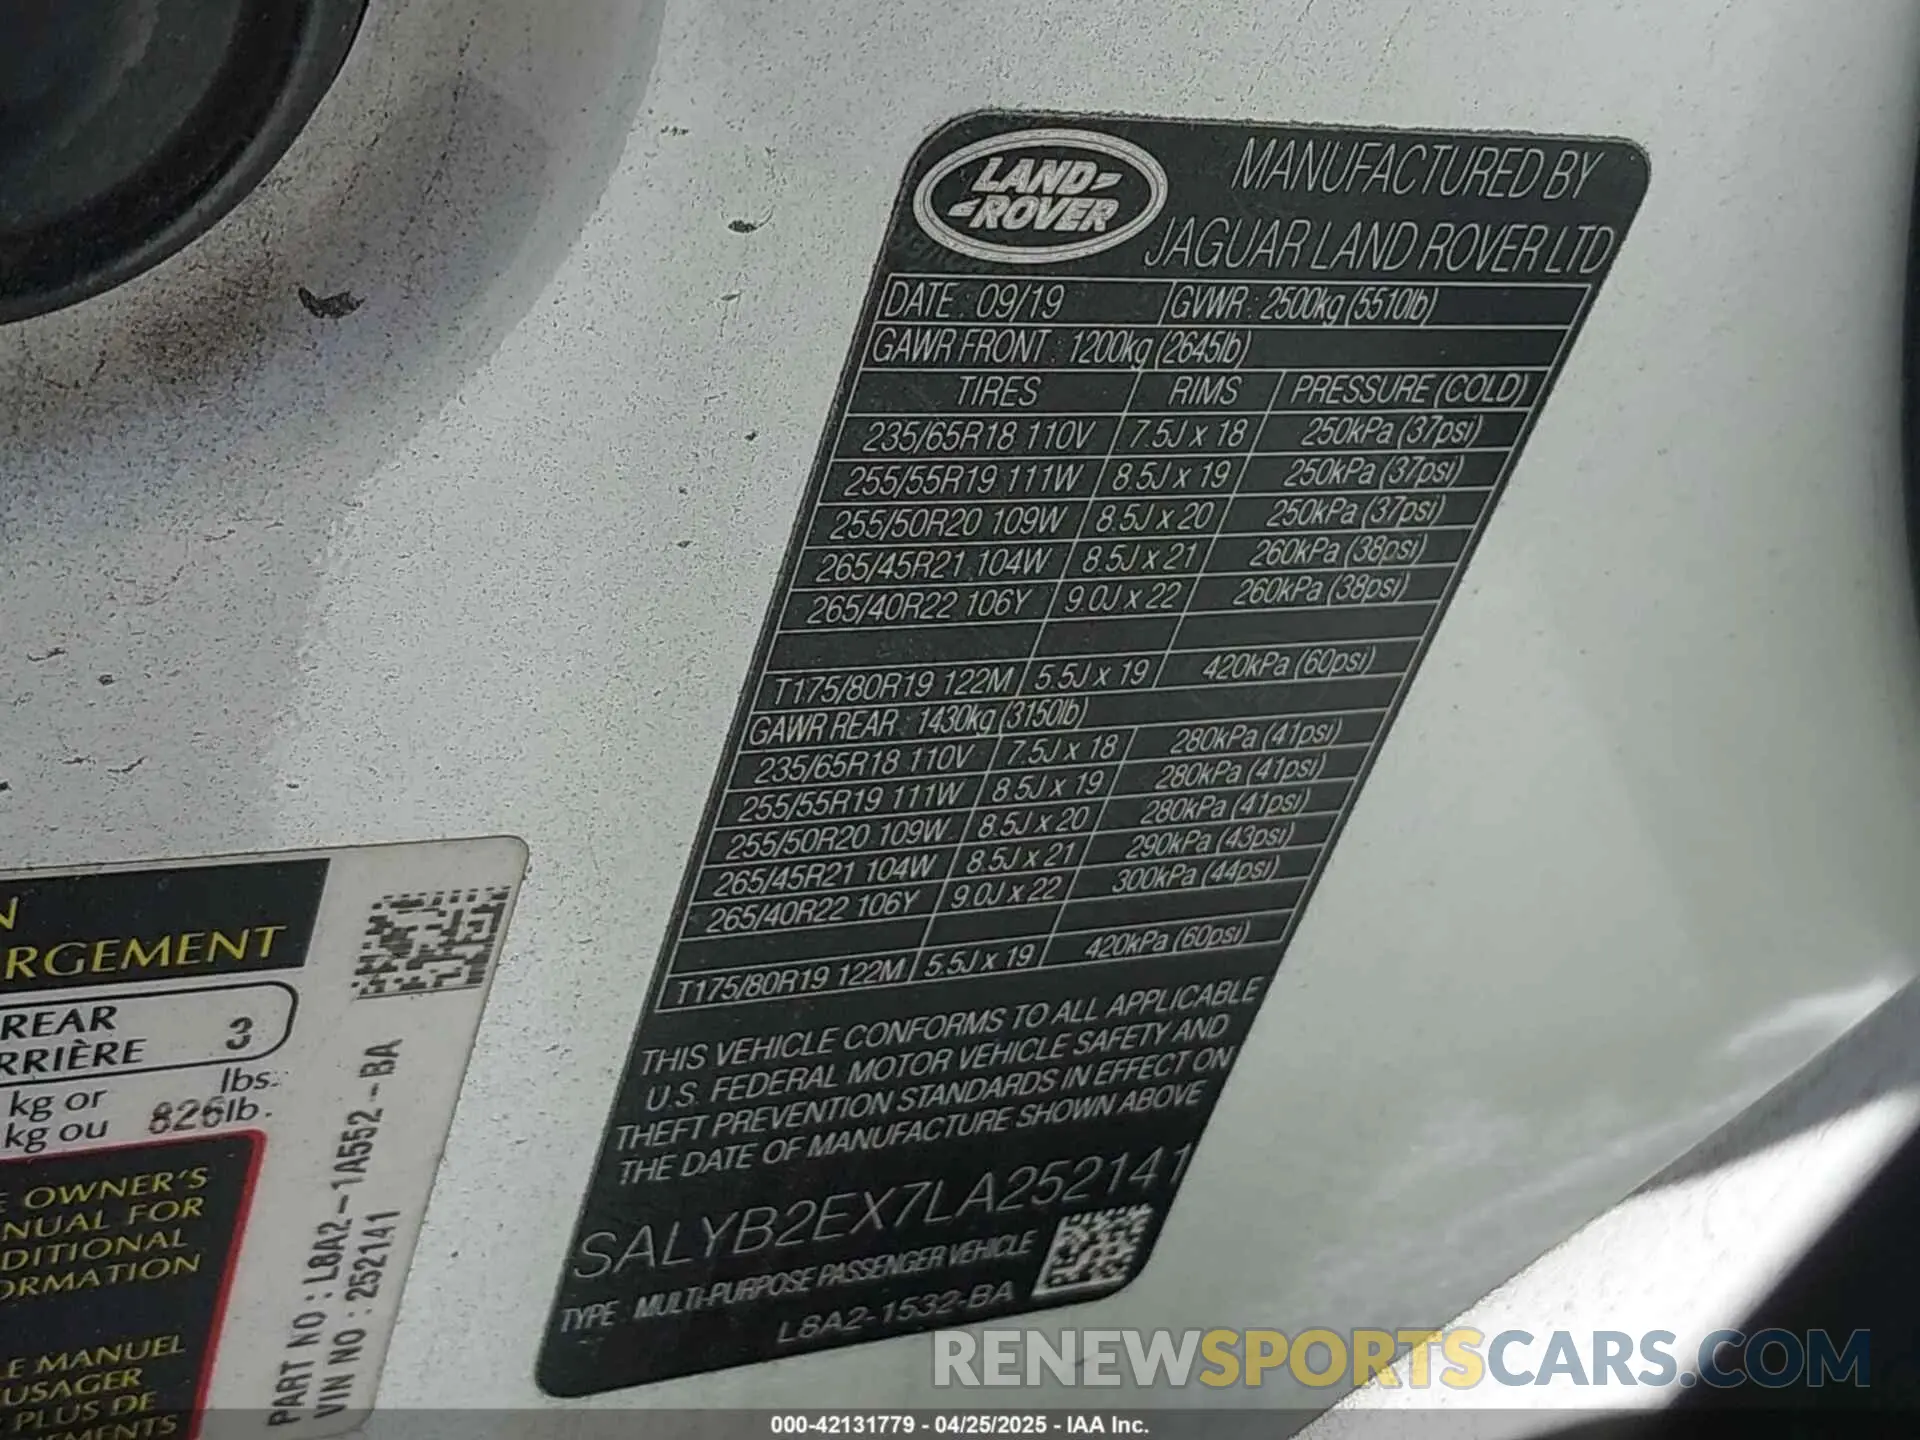 LAND-
-ROVER
MANUFACTURED BY
JAGUAR LAND ROVER LTD
DATE : 09/19 GVWR : 2500kg (5510lb)
GAWR FRONT : 1200kg (2645lb)
TIRES RIMS PRESSURE (COLD)
235/65R18 110V 7.5J x 18 250kPa (37psi)
255/55R19 111W 8.5J x 19 250kPa (37psi)
255/50R20 109W 8.5J x 20 250kPa (37psi)
265/45R21 104W 8.5J x 21 260kPa (38psi)
265/40R22 106Y 9.0J x 22 260kPa (38psi)
T175/80R19 122M 5.5J x 19 420kPa (60psi)
GAWR REAR : 1430kg (3150lb)
235/65R18 110V 7.5J x 18 280kPa (41psi)
255/55R19 111W 8.5J x 19 280kPa (41psi)
255/50R20 109W 8.5J x 20 280kPa (41psi)
265/45R21 104W 8.5J x 21 290kPa (43psi)
265/40R22 106Y 9.0J x 22 300kPa (44psi)
T175/80R19 122M 5.5J x 19 420kPa (60psi)
THIS VEHICLE CONFORMS TO ALL APPLICABLE
U.S. FEDERAL MOTOR VEHICLE SAFETY AND
THEFT PREVENTION STANDARDS IN EFFECT ON
THE DATE OF MANUFACTURE SHOWN ABOVE
SALYB2EX7LA252141
TYPE : MULTI-PURPOSE PASSENGER VEHICLE
L8A2-1532-BA
N
RGEMENT
REAR 3
RRIÈRE
kg or lbs.
kg ou 826lb.
E OWNER'S
NUAL FOR
DITIONAL
ORMATION
E MANUEL
USAGER
PLUS DE
EMENTS
PART NO : L8A2-1A552-BA
VIN NO : 252141
RENEWSPORTSCARS.COM
000-42131779 - 04/25/2025 - IAA Inc.